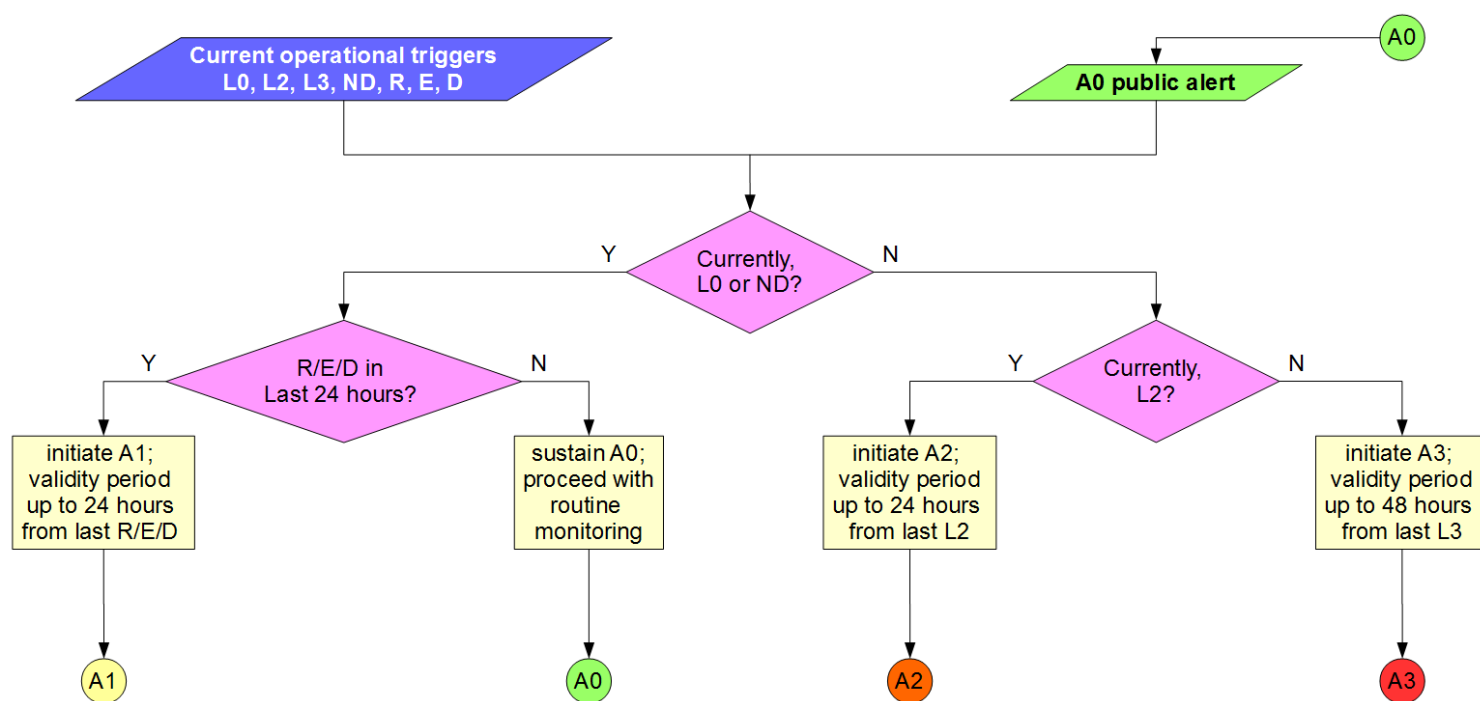 Current operational triggers
L0, L2, L3, ND, R, E, D
A0
A0 public alert
Currently,
L0 or ND?
Y
N
R/E/D in
Last 24 hours?
Y
N
Currently,
L2?
Y
N
initiate A1;
validity period
up to 24 hours
from last R/E/D
sustain A0;
proceed with
routine
monitoring
initiate A2;
validity period
up to 24 hours
from last L2
initiate A3;
validity period
up to 48 hours
from last L3
A1
A0
A2
A3